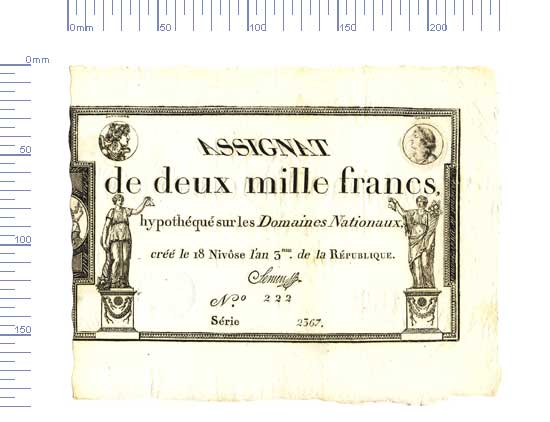 0mm 50 100 150 200
0mm
50
100
150
ASSIGNAT
de deux mille francs,
hypothéqué sur les Domaines Nationaux,
créé le 18 Nivôse l'an 3me. de la RÉPUBLIQUE.
N.o 222
Série 2367.